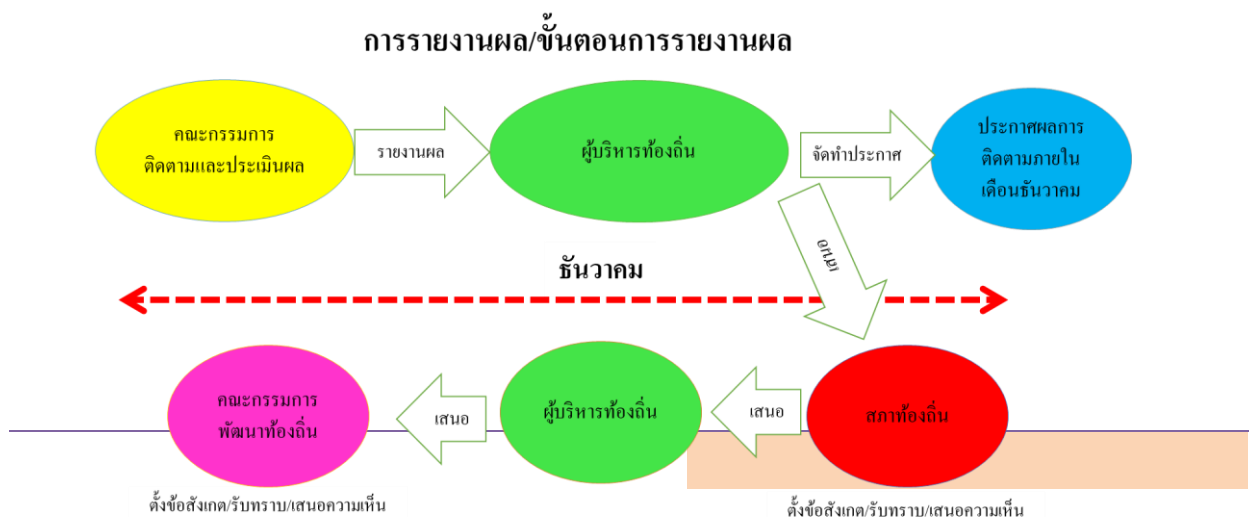 การรายงานผล/ขั้นตอนการรายงานผล
คณะกรรมการ
ติดตามและประเมินผล
รายงานผล
ผู้บริหารท้องถิ่น
จัดทำประกาศ
ประกาศผลการ
ติดตามภายใน
เดือนธันวาคม
เสนอ
ธันวาคม
คณะกรรมการ
พัฒนาท้องถิ่น
เสนอ
ผู้บริหารท้องถิ่น
เสนอ
สภาท้องถิ่น
ตั้งข้อสังเกต/รับทราบ/เสนอความเห็น
ตั้งข้อสังเกต/รับทราบ/เสนอความเห็น